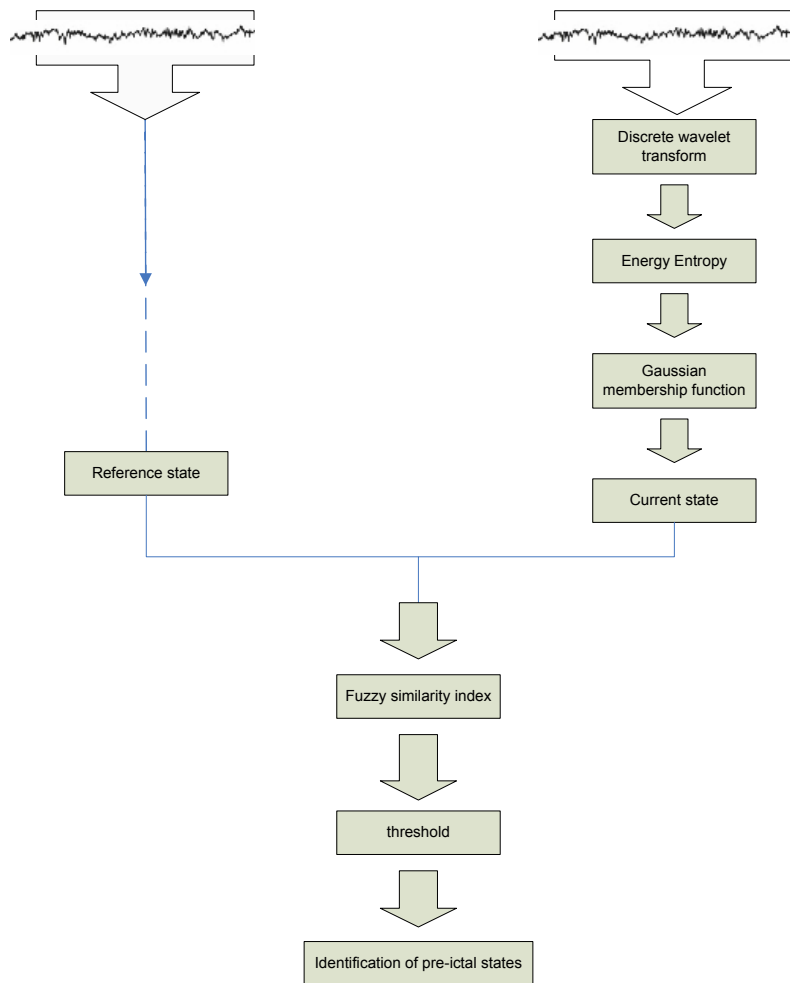 Discrete wavelet
transform
Energy Entropy
Gaussian
membership function
Reference state
Current state
Fuzzy similarity index
threshold
Identification of pre-ictal states